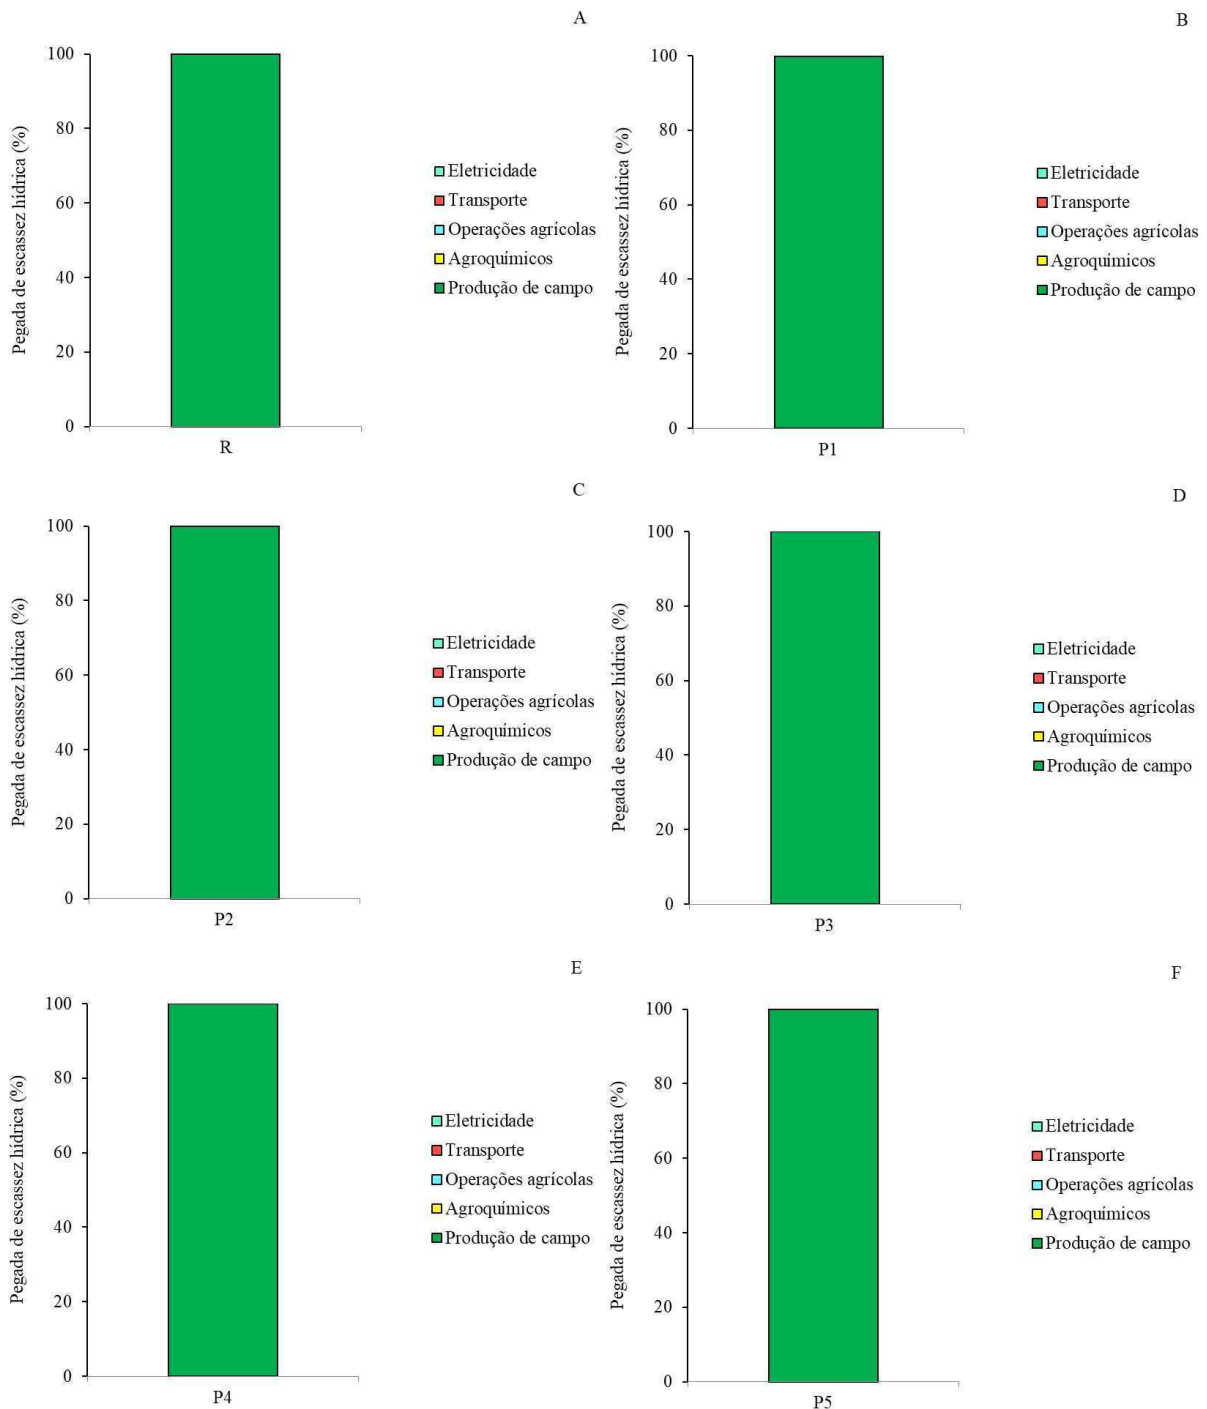 A
Pegada de escassez hídrica (%)
100
80
60
40
20
0
R
Eletricidade
Transporte
Operações agrícolas
Agroquímicos
Produção de campo
B
Pegada de escassez hídrica (%)
100
80
60
40
20
0
P1
Eletricidade
Transporte
Operações agrícolas
Agroquímicos
Produção de campo
C
Pegada de escassez hídrica (%)
100
80
60
40
20
0
P2
Eletricidade
Transporte
Operações agrícolas
Agroquímicos
Produção de campo
D
Pegada de escassez hídrica (%)
100
80
60
40
20
0
P3
Eletricidade
Transporte
Operações agrícolas
Agroquímicos
Produção de campo
E
Pegada de escassez hídrica (%)
100
80
60
40
20
0
P4
Eletricidade
Transporte
Operações agrícolas
Agroquímicos
Produção de campo
F
Pegada de escassez hídrica (%)
100
80
60
40
20
0
P5
Eletricidade
Transporte
Operações agrícolas
Agroquímicos
Produção de campo